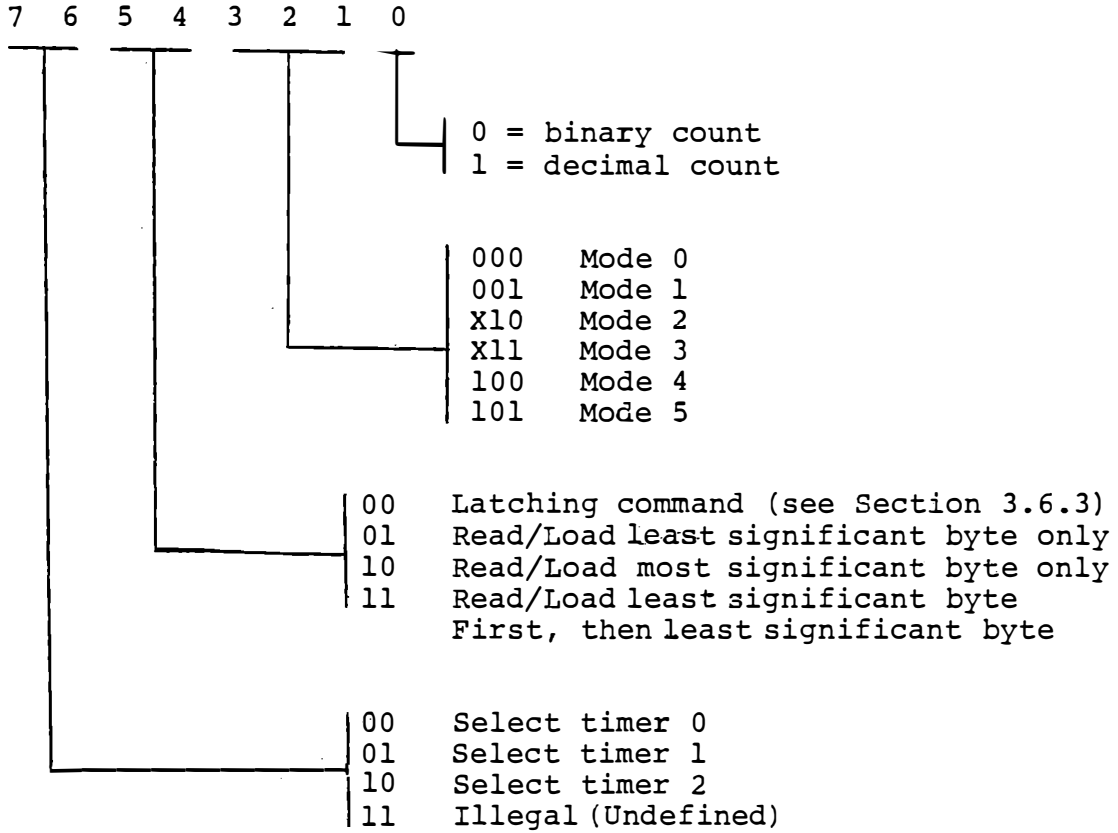 7 6 5 4 3 2 1 0
0 = binary count
1 = decimal count
000 Mode 0
001 Mode 1
X10 Mode 2
X11 Mode 3
100 Mode 4
101 Mode 5
00 Latching command (see Section 3.6.3)
01 Read/Load least significant byte only
10 Read/Load most significant byte only
11 Read/Load least significant byte
First, then least significant byte
00 Select timer 0
01 Select timer 1
10 Select timer 2
11 Illegal (Undefined)